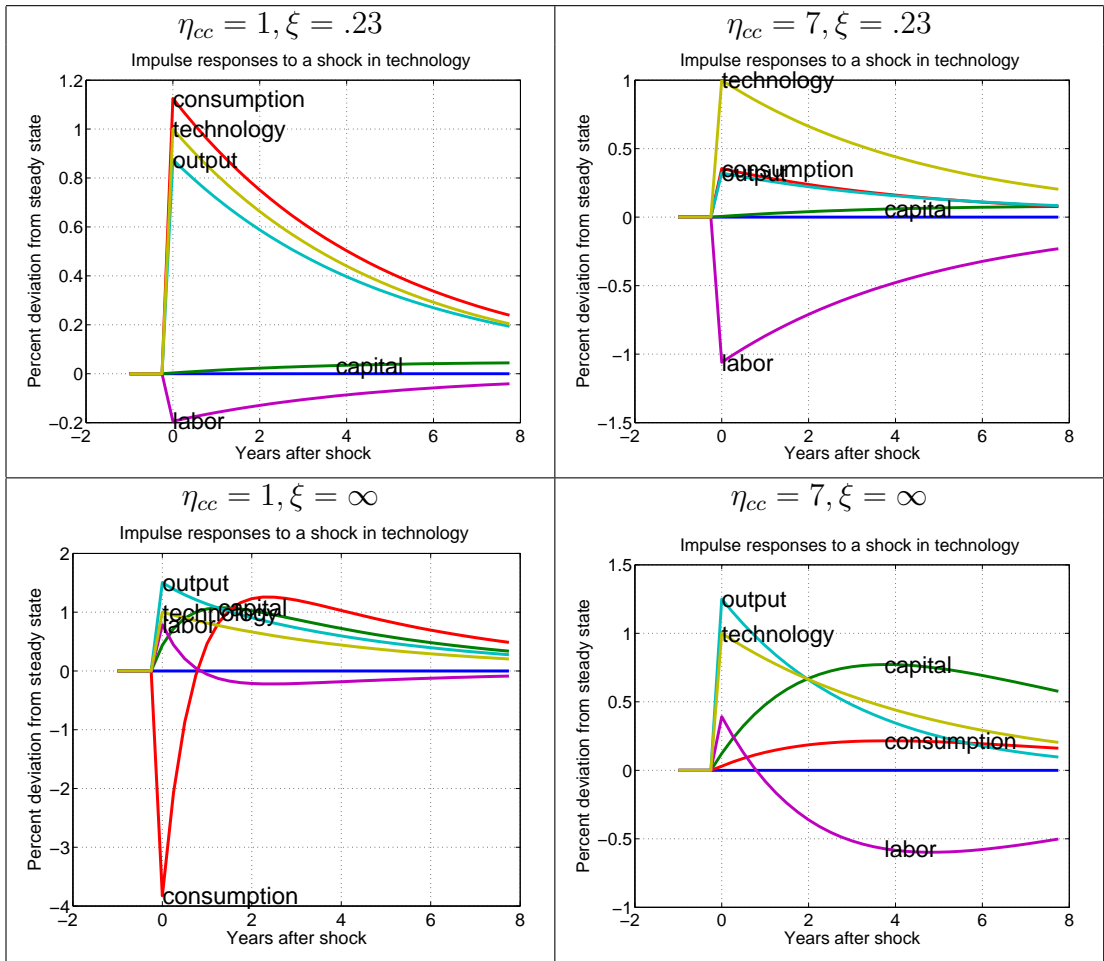 η_cc = 1, ξ = .23
Impulse responses to a shock in technology
1.2
1
0.8
0.6
0.4
0.2
0
−0.2
−2 0 2 4 6 8
Percent deviation from steady state
Years after shock
consumption
technology
output
capital
labor
η_cc = 7, ξ = .23
Impulse responses to a shock in technology
1
0.5
0
−0.5
−1
−1.5
−2 0 2 4 6 8
Percent deviation from steady state
Years after shock
technology
consumption
output
capital
labor
η_cc = 1, ξ = ∞
Impulse responses to a shock in technology
2
1
0
−1
−2
−3
−4
−2 0 2 4 6 8
Percent deviation from steady state
Years after shock
output
capital
technology
labor
consumption
η_cc = 7, ξ = ∞
Impulse responses to a shock in technology
1.5
1
0.5
0
−0.5
−1
−2 0 2 4 6 8
Percent deviation from steady state
Years after shock
output
technology
capital
consumption
labor